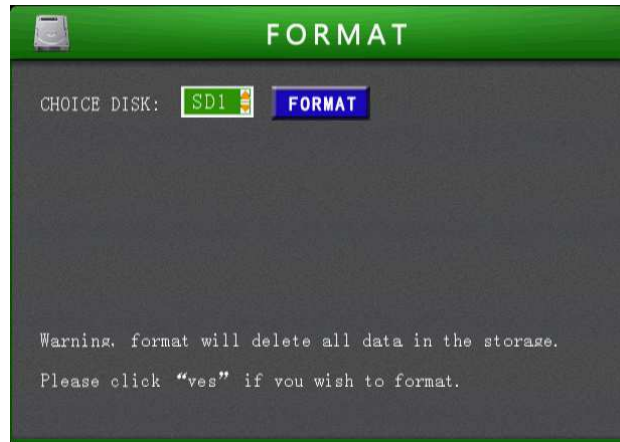 FORMAT
CHOICE DISK: SD1 FORMAT
Warning, format will delete all data in the storage.
Please click “yes” if you wish to format.